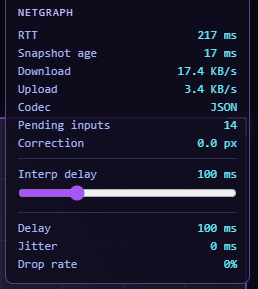 NETGRAPH
RTT 217 ms
Snapshot age 17 ms
Download 17.4 KB/s
Upload 3.4 KB/s
Codec JSON
Pending inputs 14
Correction 0.0 px
Interp delay 100 ms
Delay 100 ms
Jitter 0 ms
Drop rate 0%